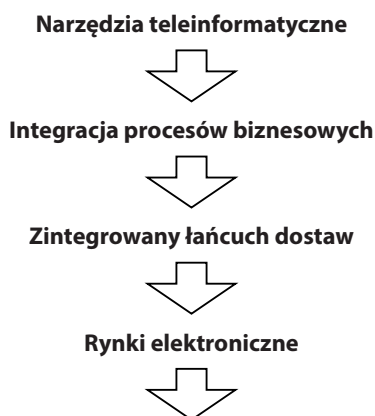 Narzędzia teleinformatyczne
Integracja procesów biznesowych
Zintegrowany łańcuch dostaw
Rynki elektroniczne